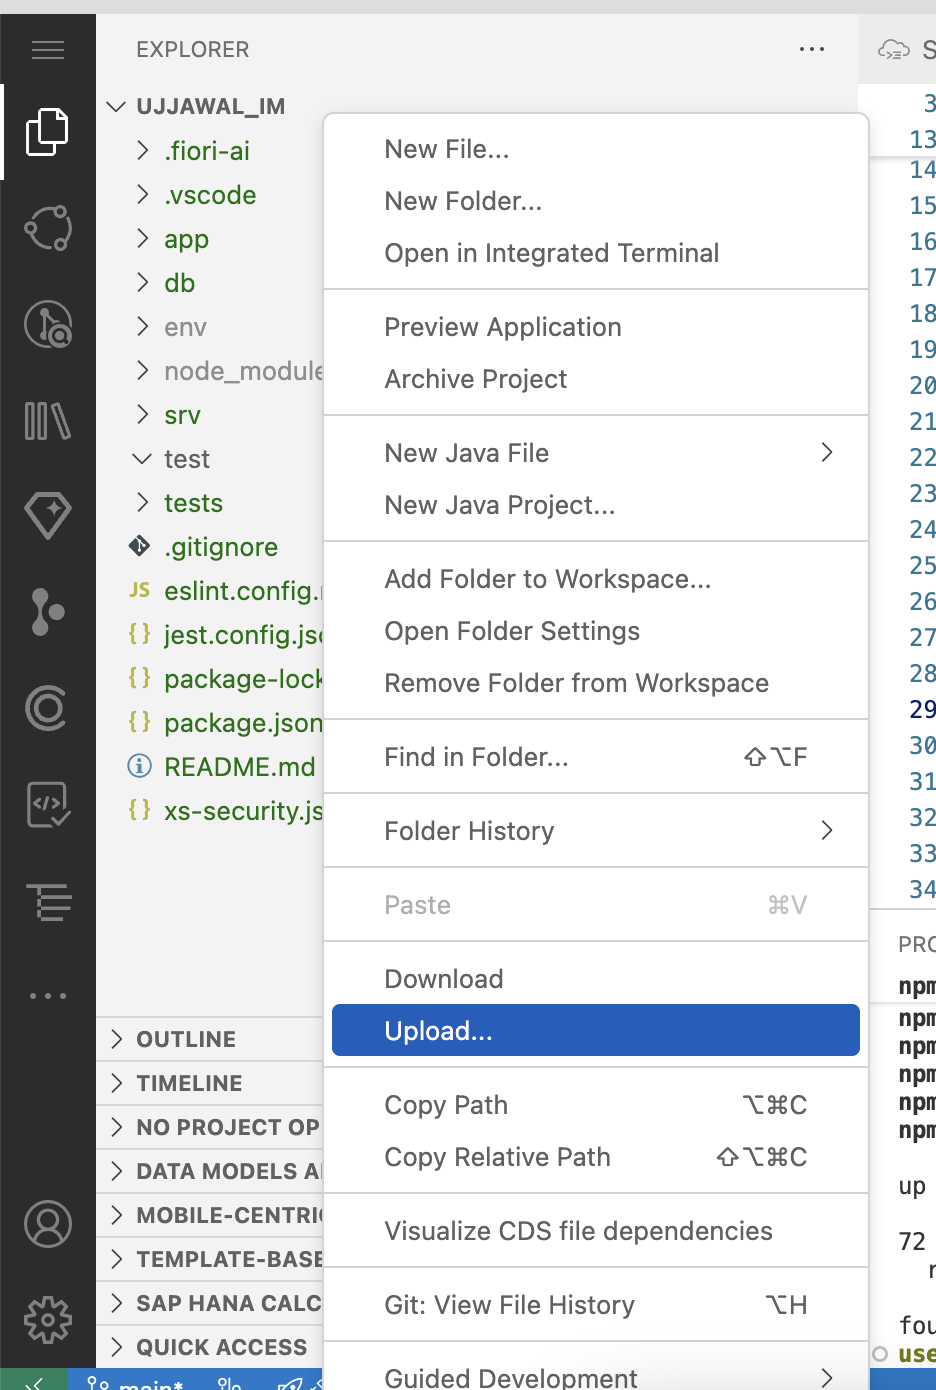 EXPLORER
UJJAWAL_IM
.fiori-ai
.vscode
app
db
env
node_module
srv
test
tests
.gitignore
JS eslint.config.
{} jest.config.js
{} package-lock
{} package.json
README.md
{} xs-security.js
OUTLINE
TIMELINE
NO PROJECT OP
DATA MODELS A
MOBILE-CENTRI
TEMPLATE-BASE
SAP HANA CALC
QUICK ACCESS
main*
New File...
New Folder...
Open in Integrated Terminal
Preview Application
Archive Project
New Java File
New Java Project...
Add Folder to Workspace...
Open Folder Settings
Remove Folder from Workspace
Find in Folder... ⇧⌥F
Folder History
Paste ⌘V
Download
Upload...
Copy Path ⌥⌘C
Copy Relative Path ⇧⌥⌘C
Visualize CDS file dependencies
Git: View File History ⌥H
Guided Development
S
3
13
14
15
16
17
18
19
20
21
22
23
24
25
26
27
28
29
30
31
32
33
34
PRO
npm
npm
npm
npm
npm
npm
up
72
r
fou
use